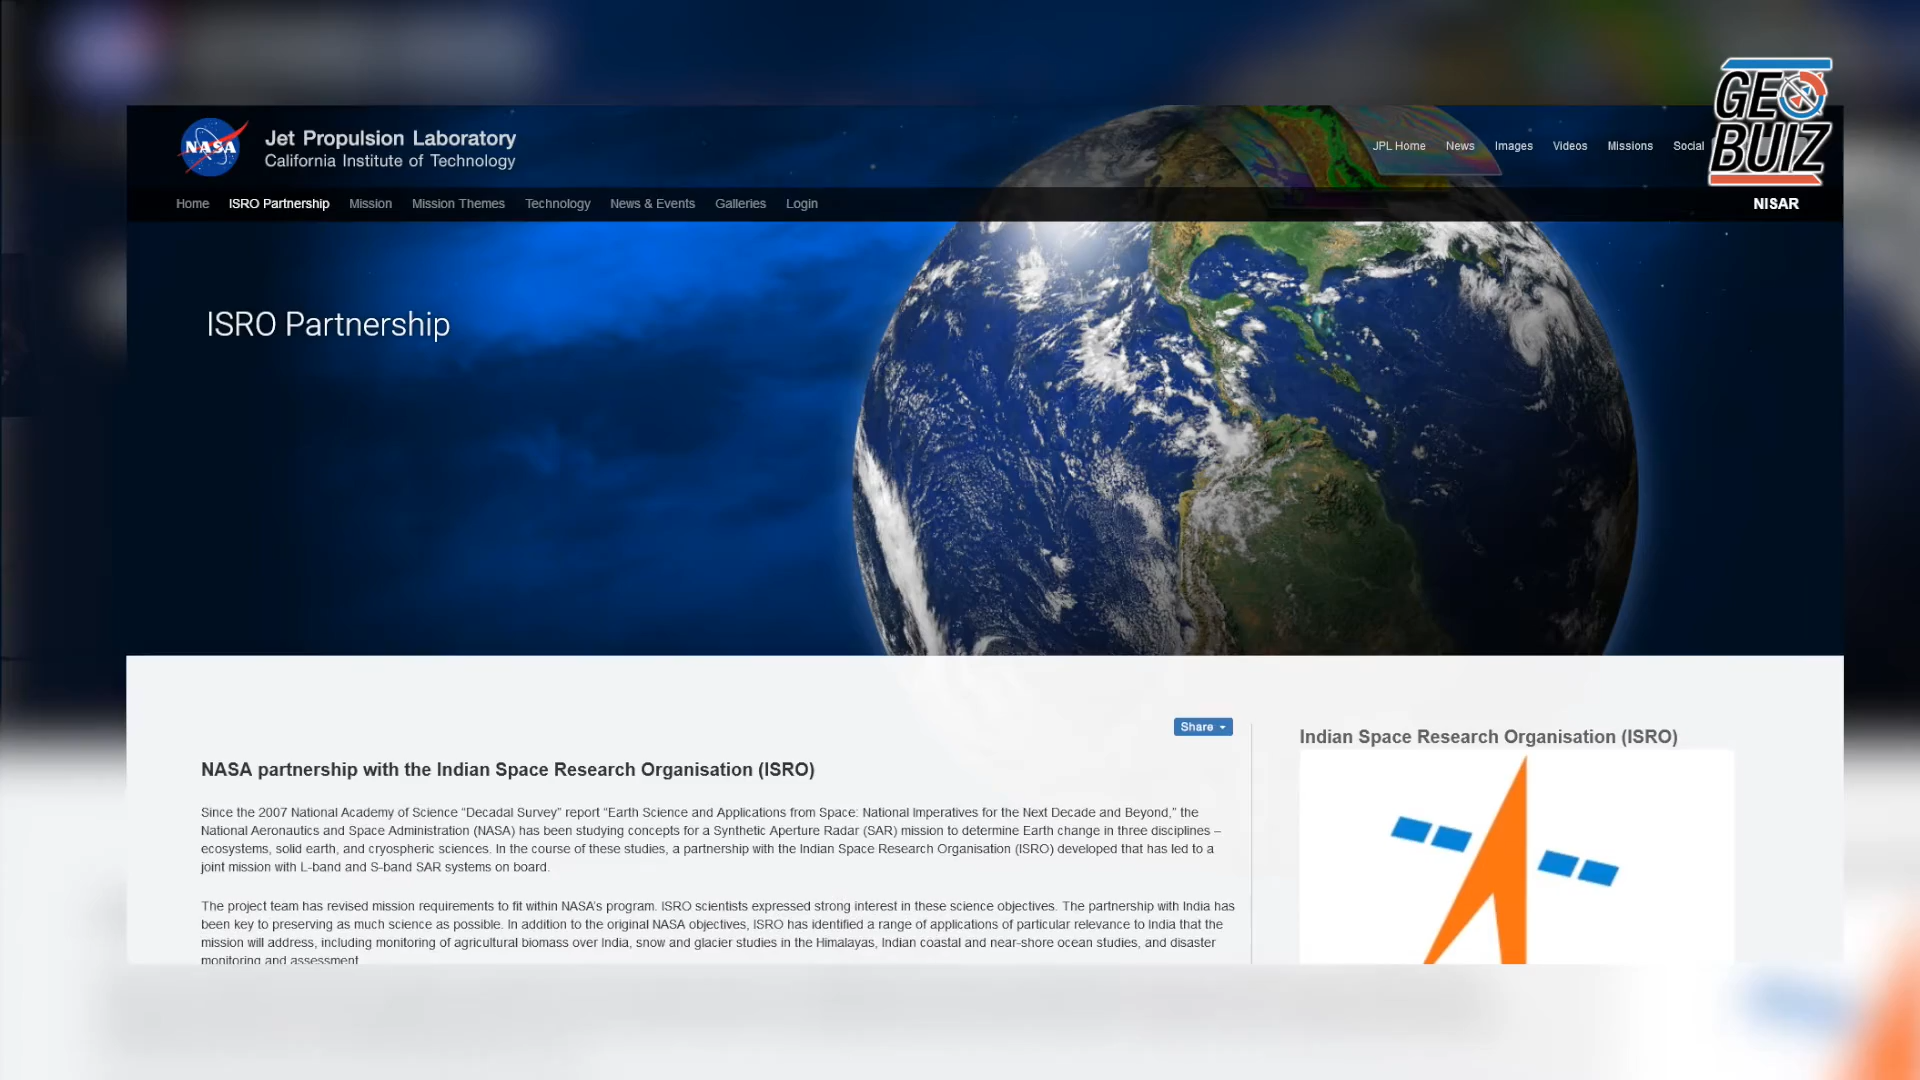 GEO
BUIZ
NASA
Jet Propulsion Laboratory
California Institute of Technology
JPL Home News Images Videos Missions Social
Home ISRO Partnership Mission Mission Themes Technology News & Events Galleries Login
NISAR
ISRO Partnership
Share
Indian Space Research Organisation (ISRO)
NASA partnership with the Indian Space Research Organisation (ISRO)
Since the 2007 National Academy of Science “Decadal Survey” report “Earth Science and Applications from Space: National Imperatives for the Next Decade and Beyond,” the
National Aeronautics and Space Administration (NASA) has been studying concepts for a Synthetic Aperture Radar (SAR) mission to determine Earth change in three disciplines –
ecosystems, solid earth, and cryospheric sciences. In the course of these studies, a partnership with the Indian Space Research Organisation (ISRO) developed that has led to a
joint mission with L-band and S-band SAR systems on board.
The project team has revised mission requirements to fit within NASA's program. ISRO scientists expressed strong interest in these science objectives. The partnership with India has
been key to preserving as much science as possible. In addition to the original NASA objectives, ISRO has identified a range of applications of particular relevance to India that the
mission will address, including monitoring of agricultural biomass over India, snow and glacier studies in the Himalayas, Indian coastal and near-shore ocean studies, and disaster
monitoring and assessment